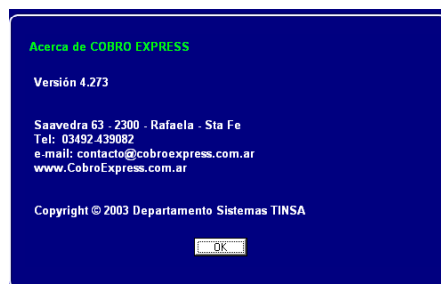 Acerca de COBRO EXPRESS
Versión 4.273
Saavedra 63 - 2300 - Rafaela - Sta Fe
Tel: 03492-439082
e-mail: contacto@cobroexpress.com.ar
www.CobroExpress.com.ar
Copyright © 2003 Departamento Sistemas TINSA
OK